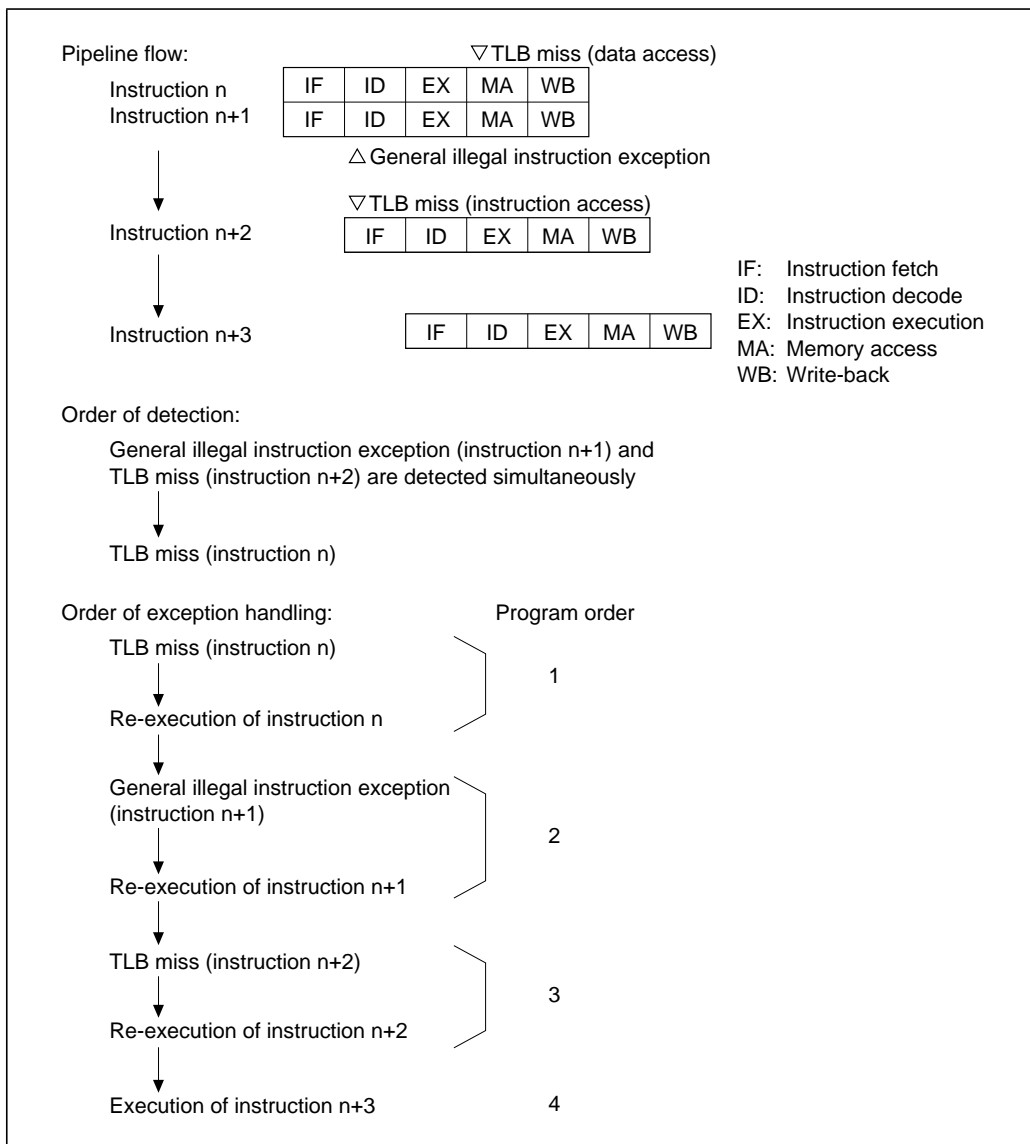 Pipeline flow:
▽TLB miss (data access)
Instruction n IF ID EX MA WB
Instruction n+1 IF ID EX MA WB
△General illegal instruction exception
▽TLB miss (instruction access)
Instruction n+2 IF ID EX MA WB
IF: Instruction fetch
ID: Instruction decode
EX: Instruction execution
MA: Memory access
WB: Write-back
Instruction n+3 IF ID EX MA WB
Order of detection:
General illegal instruction exception (instruction n+1) and
TLB miss (instruction n+2) are detected simultaneously
TLB miss (instruction n)
Order of exception handling: Program order
TLB miss (instruction n)
1
Re-execution of instruction n
General illegal instruction exception
(instruction n+1)
2
Re-execution of instruction n+1
TLB miss (instruction n+2)
3
Re-execution of instruction n+2
Execution of instruction n+3 4